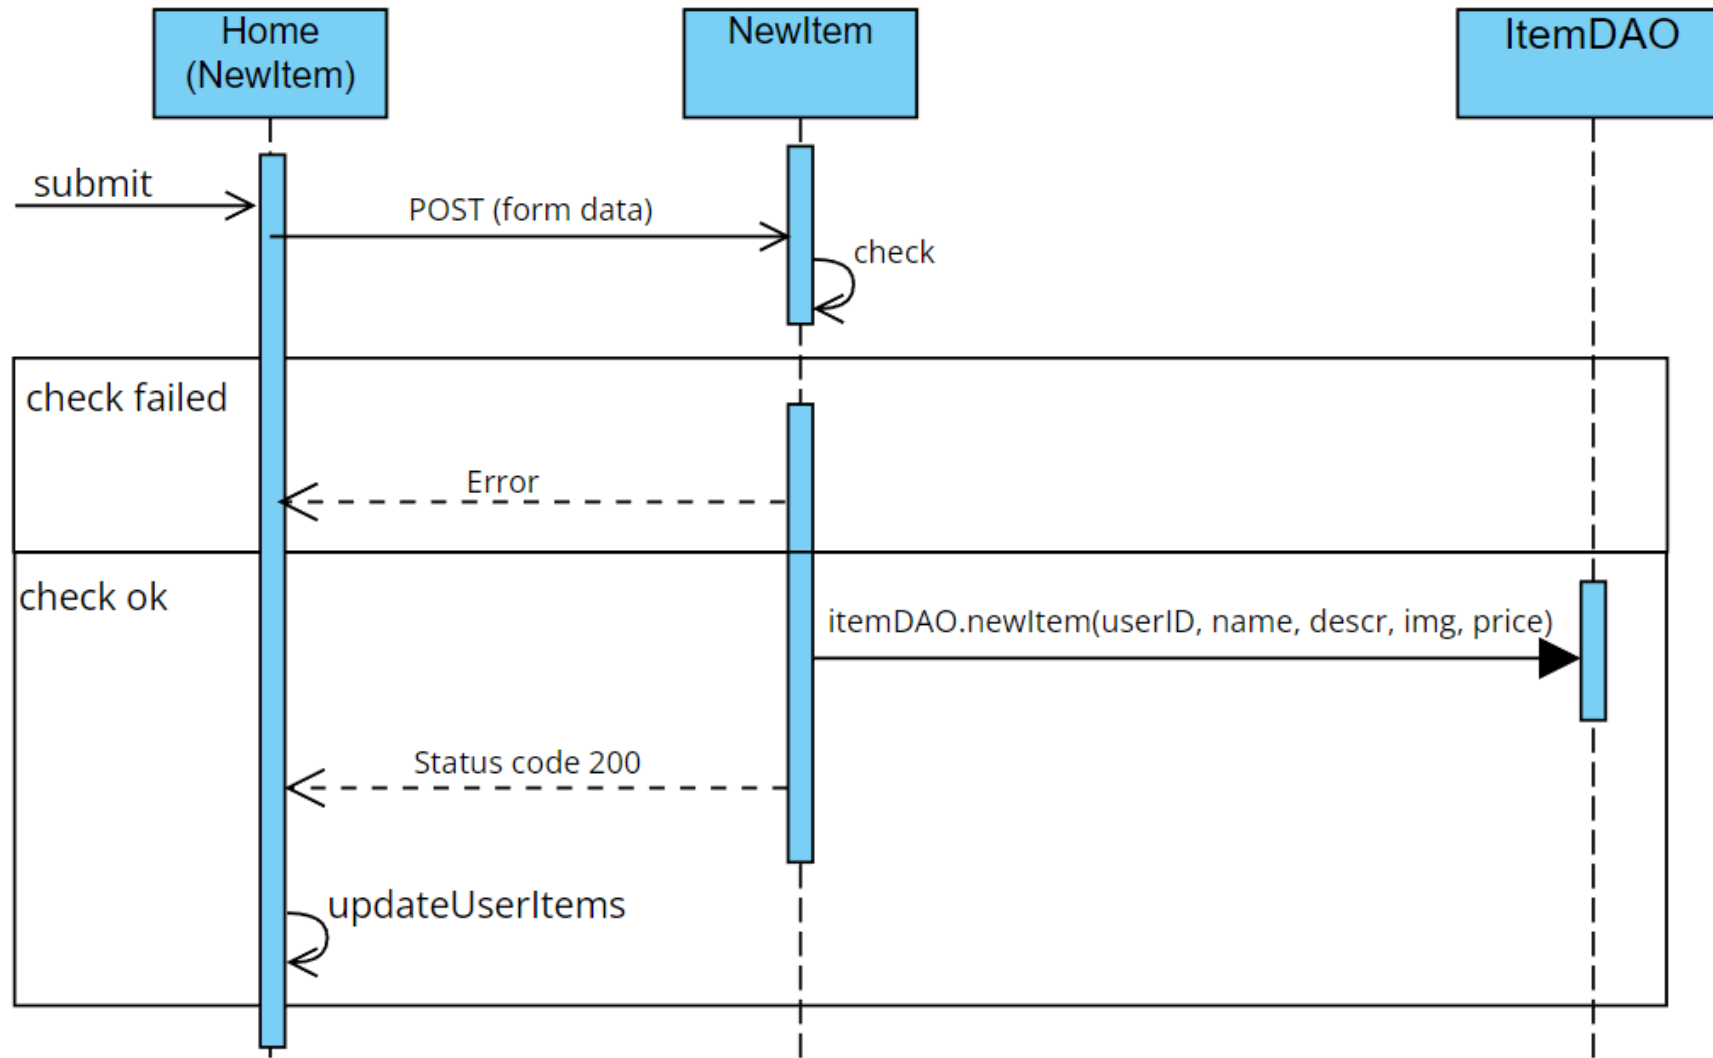 Home
(NewItem)
NewItem
ItemDAO
submit
POST (form data)
check
check failed
Error
check ok
itemDAO.newItem(userID, name, descr, img, price)
Status code 200
updateUserItems